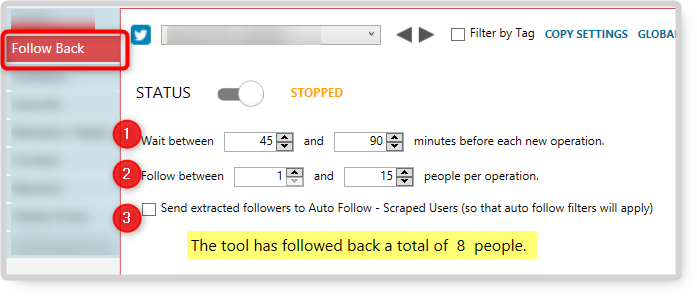 Follow Back
Filter by Tag COPY SETTINGS GLOBA
STATUS STOPPED
1 Wait between 45 and 90 minutes before each new operation.
2 Follow between 1 and 15 people per operation.
3 Send extracted followers to Auto Follow - Scraped Users (so that auto follow filters will apply)
The tool has followed back a total of 8 people.